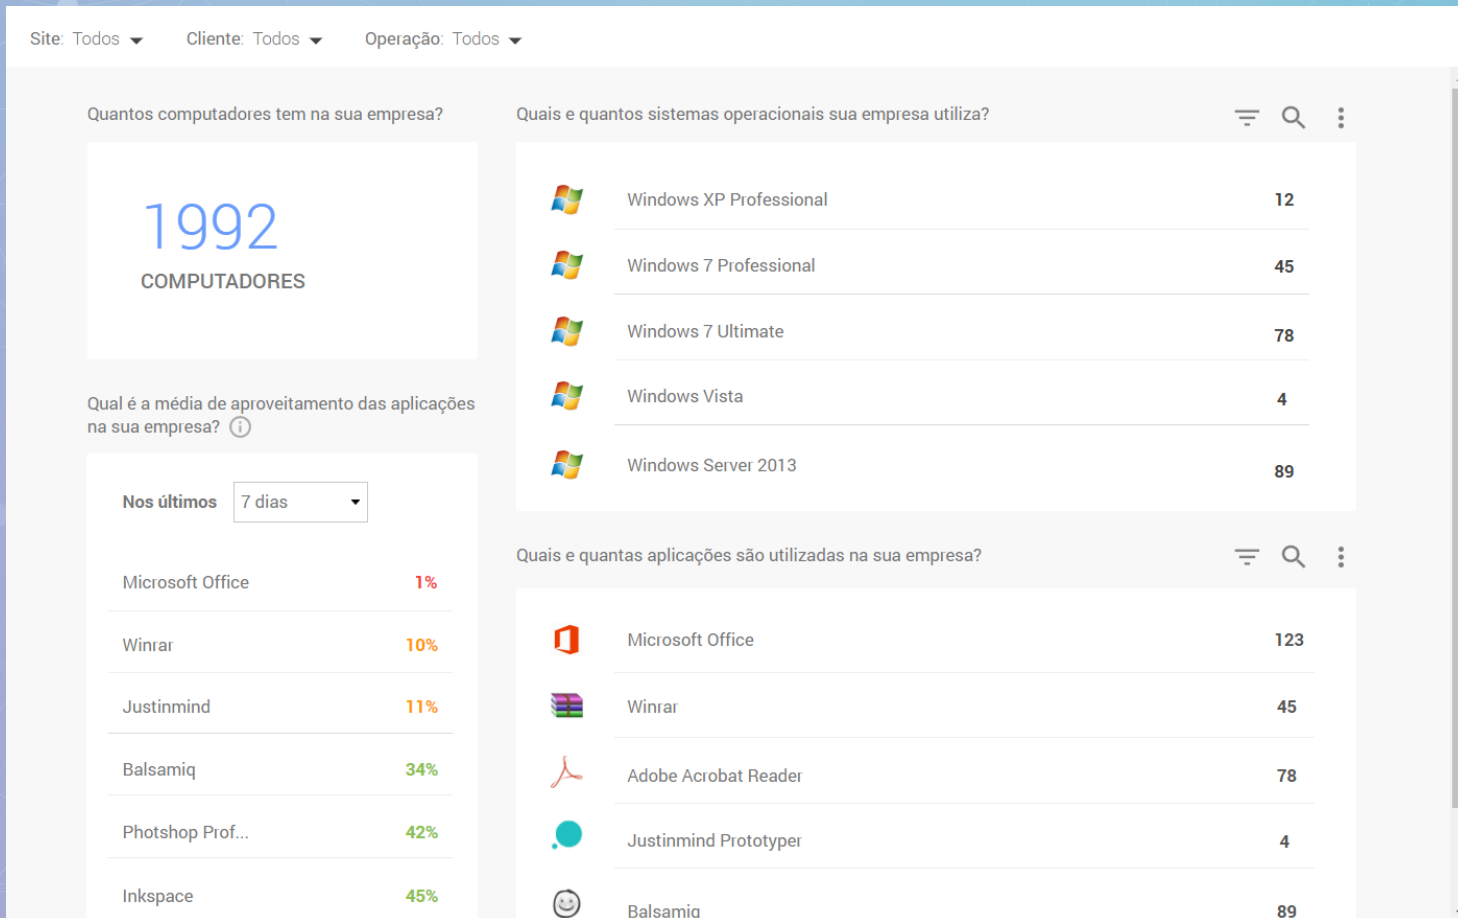 Site: Todos
Cliente: Todos
Operação: Todos
Quantos computadores tem na sua empresa?
1992
COMPUTADORES
Qual é a média de aproveitamento das aplicações
na sua empresa?
Nos últimos 7 dias
Microsoft Office 1%
Winrar 10%
Justinmind 11%
Balsamiq 34%
Photshop Prof... 42%
Inkspace 45%
Quais e quantos sistemas operacionais sua empresa utiliza?
Windows XP Professional 12
Windows 7 Professional 45
Windows 7 Ultimate 78
Windows Vista 4
Windows Server 2013 89
Quais e quantas aplicações são utilizadas na sua empresa?
Microsoft Office 123
Winrar 45
Adobe Acrobat Reader 78
Justinmind Prototyper 4
Balsamiq 89